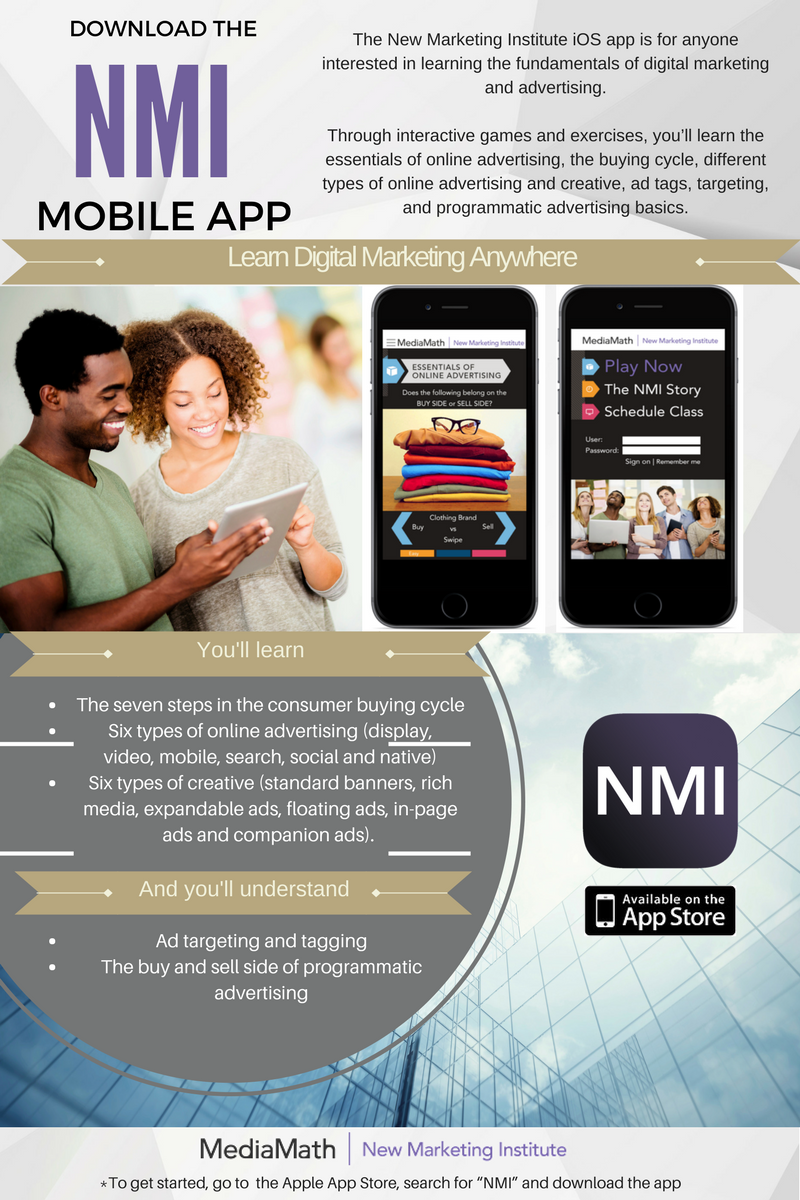 DOWNLOAD THE
NMI
MOBILE APP
The New Marketing Institute iOS app is for anyone
interested in learning the fundamentals of digital marketing
and advertising.
Through interactive games and exercises, you’ll learn the
essentials of online advertising, the buying cycle, different
types of online advertising and creative, ad tags, targeting,
and programmatic advertising basics.
Learn Digital Marketing Anywhere
MediaMath | New Marketing Institute
ESSENTIALS OF
ONLINE ADVERTISING
Does the following belong on the
BUY SIDE or SELL SIDE?
Clothing Brand
Buy vs Sell
Swipe
MediaMath | New Marketing Institute
Play Now
The NMI Story
Schedule Class
User:
Password:
Sign on | Remember me
You'll learn
• The seven steps in the consumer buying cycle
• Six types of online advertising (display,
video, mobile, search, social and native)
• Six types of creative (standard banners, rich
media, expandable ads, floating ads, in-page
ads and companion ads).
NMI
Available on the
App Store
And you'll understand
• Ad targeting and tagging
• The buy and sell side of programmatic
advertising
MediaMath | New Marketing Institute
*To get started, go to the Apple App Store, search for “NMI” and download the app